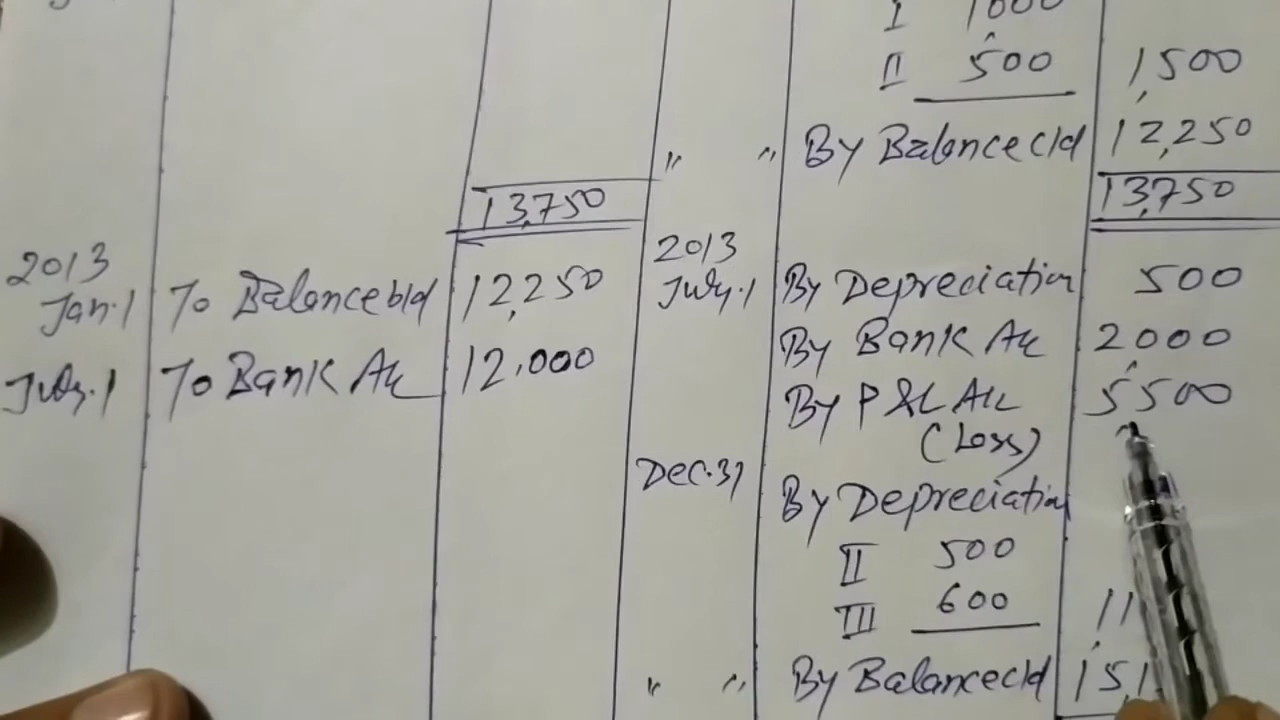 I 1000
II 500 1,500
" " By Balance c/d 12,250
13,750 13,750
2013 2013
Jan.1 To Balance b/d 12,250 July.1 By Depreciation 500
July.1 To Bank A/c 12,000 By Bank A/c 2000
By P & L A/c 5500
(Loss)
Dec.31 By Depreciation
II 500
III 600
" " By Balance c/d